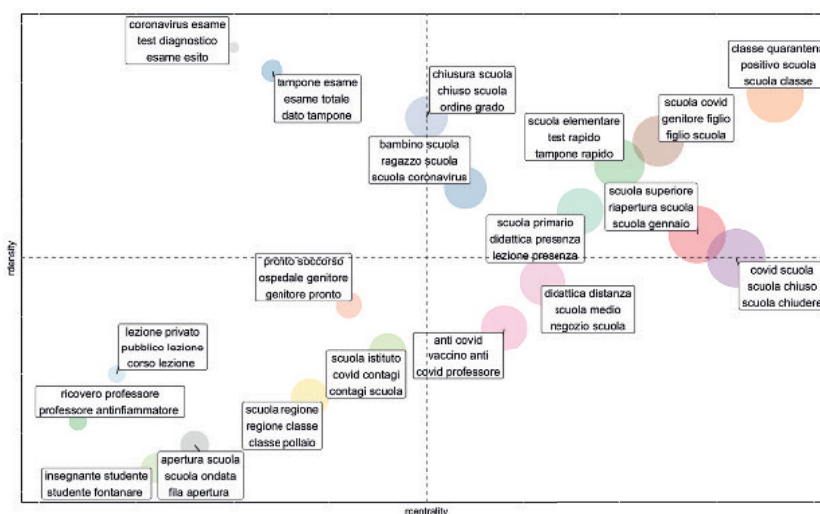 coronavirus esame
test diagnostico
esame esito
tampone esame
esame totale
dato tampone
chiusura scuola
chiuso scuola
ordine grado
classe quarantena
positivo scuola
scuola classe
scuola covid
genitore figlio
figlio scuola
scuola elementare
test rapido
tampone rapido
bambino scuola
ragazzo scuola
scuola coronavirus
scuola superiore
riapertura scuola
scuola gennaio
scuola primario
didattica presenza
lezione presenza
pronto soccorso
ospedale genitore
genitore pronto
covid scuola
scuola chiuso
scuola chiudere
didattica distanza
scuola medio
negozio scuola
lezione privato
pubblico lezione
corso lezione
anti covid
vaccino anti
covid professore
scuola istituto
covid contagi
contagi scuola
ricovero professore
professore antinfiammatore
scuola regione
regione classe
classe pollaio
apertura scuola
scuola ondata
fila apertura
insegnante studente
studente fontanare
rdensity
rcentrality